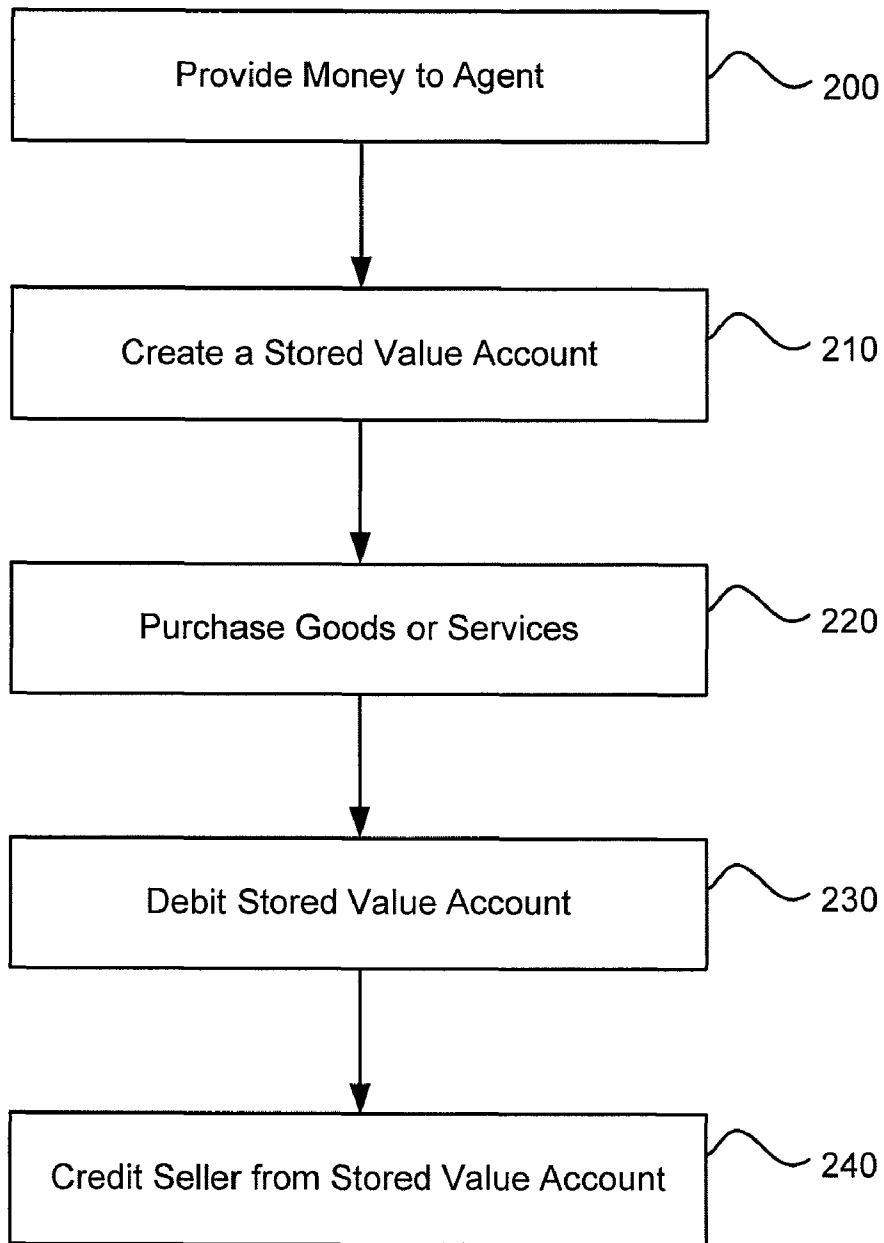 Provide Money to Agent
200
Create a Stored Value Account
210
Purchase Goods or Services
220
Debit Stored Value Account
230
Credit Seller from Stored Value Account
240